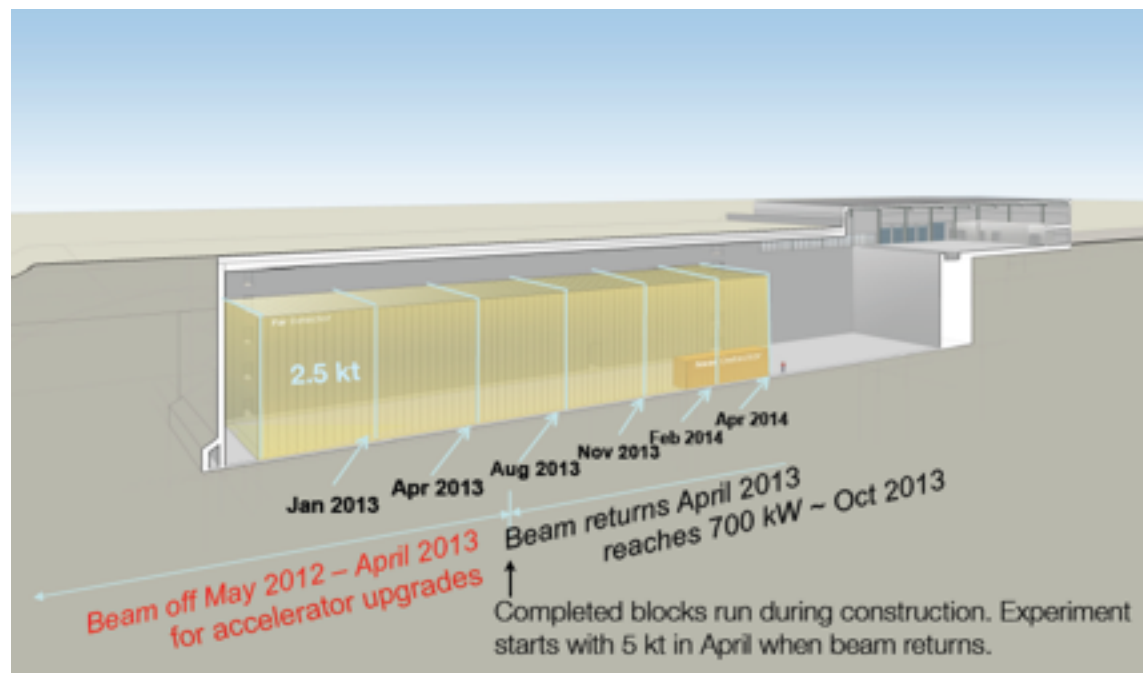 Far Detector
2.5 kt
Jan 2013
Apr 2013
Aug 2013
Nov 2013
Feb 2014
Apr 2014
Beam off May 2012 – April 2013
for accelerator upgrades
Beam returns April 2013
reaches 700 kW ~ Oct 2013
Completed blocks run during construction. Experiment
starts with 5 kt in April when beam returns.